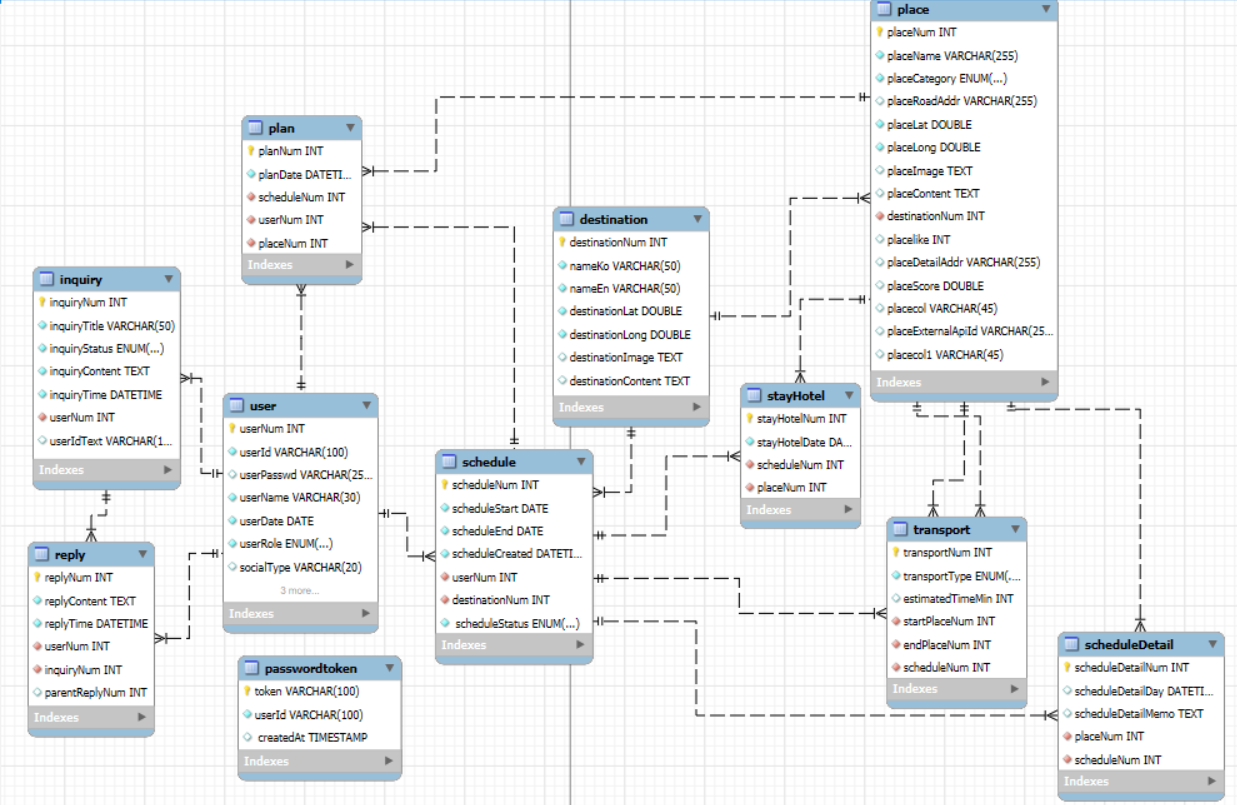 place
placeNum INT
placeName VARCHAR(255)
placeCategory ENUM(...)
placeRoadAddr VARCHAR(255)
placeLat DOUBLE
placeLong DOUBLE
placeImage TEXT
placeContent TEXT
destinationNum INT
placelike INT
placeDetailAddr VARCHAR(255)
placeScore DOUBLE
placecol VARCHAR(45)
placeExternalApiId VARCHAR(25...
placecol1 VARCHAR(45)
Indexes
plan
planNum INT
planDate DATETI...
scheduleNum INT
userNum INT
placeNum INT
Indexes
destination
destinationNum INT
nameKo VARCHAR(50)
nameEn VARCHAR(50)
destinationLat DOUBLE
destinationLong DOUBLE
destinationImage TEXT
destinationContent TEXT
Indexes
inquiry
inquiryNum INT
inquiryTitle VARCHAR(50)
inquiryStatus ENUM(...)
inquiryContent TEXT
inquiryTime DATETIME
userNum INT
userIdText VARCHAR(1...
Indexes
user
userNum INT
userId VARCHAR(100)
userPasswd VARCHAR(25...
userName VARCHAR(30)
userDate DATE
userRole ENUM(...)
socialType VARCHAR(20)
3 more...
Indexes
stayHotel
stayHotelNum INT
stayHotelDate DA...
scheduleNum INT
placeNum INT
Indexes
schedule
scheduleNum INT
scheduleStart DATE
scheduleEnd DATE
scheduleCreated DATETI...
userNum INT
destinationNum INT
scheduleStatus ENUM(...)
Indexes
transport
transportNum INT
transportType ENUM(....
estimatedTimeMin INT
startPlaceNum INT
endPlaceNum INT
scheduleNum INT
Indexes
reply
replyNum INT
replyContent TEXT
replyTime DATETIME
userNum INT
inquiryNum INT
parentReplyNum INT
Indexes
passwordtoken
token VARCHAR(100)
userId VARCHAR(100)
createdAt TIMESTAMP
Indexes
scheduleDetail
scheduleDetailNum INT
scheduleDetailDay DATETI...
scheduleDetailMemo TEXT
placeNum INT
scheduleNum INT
Indexes